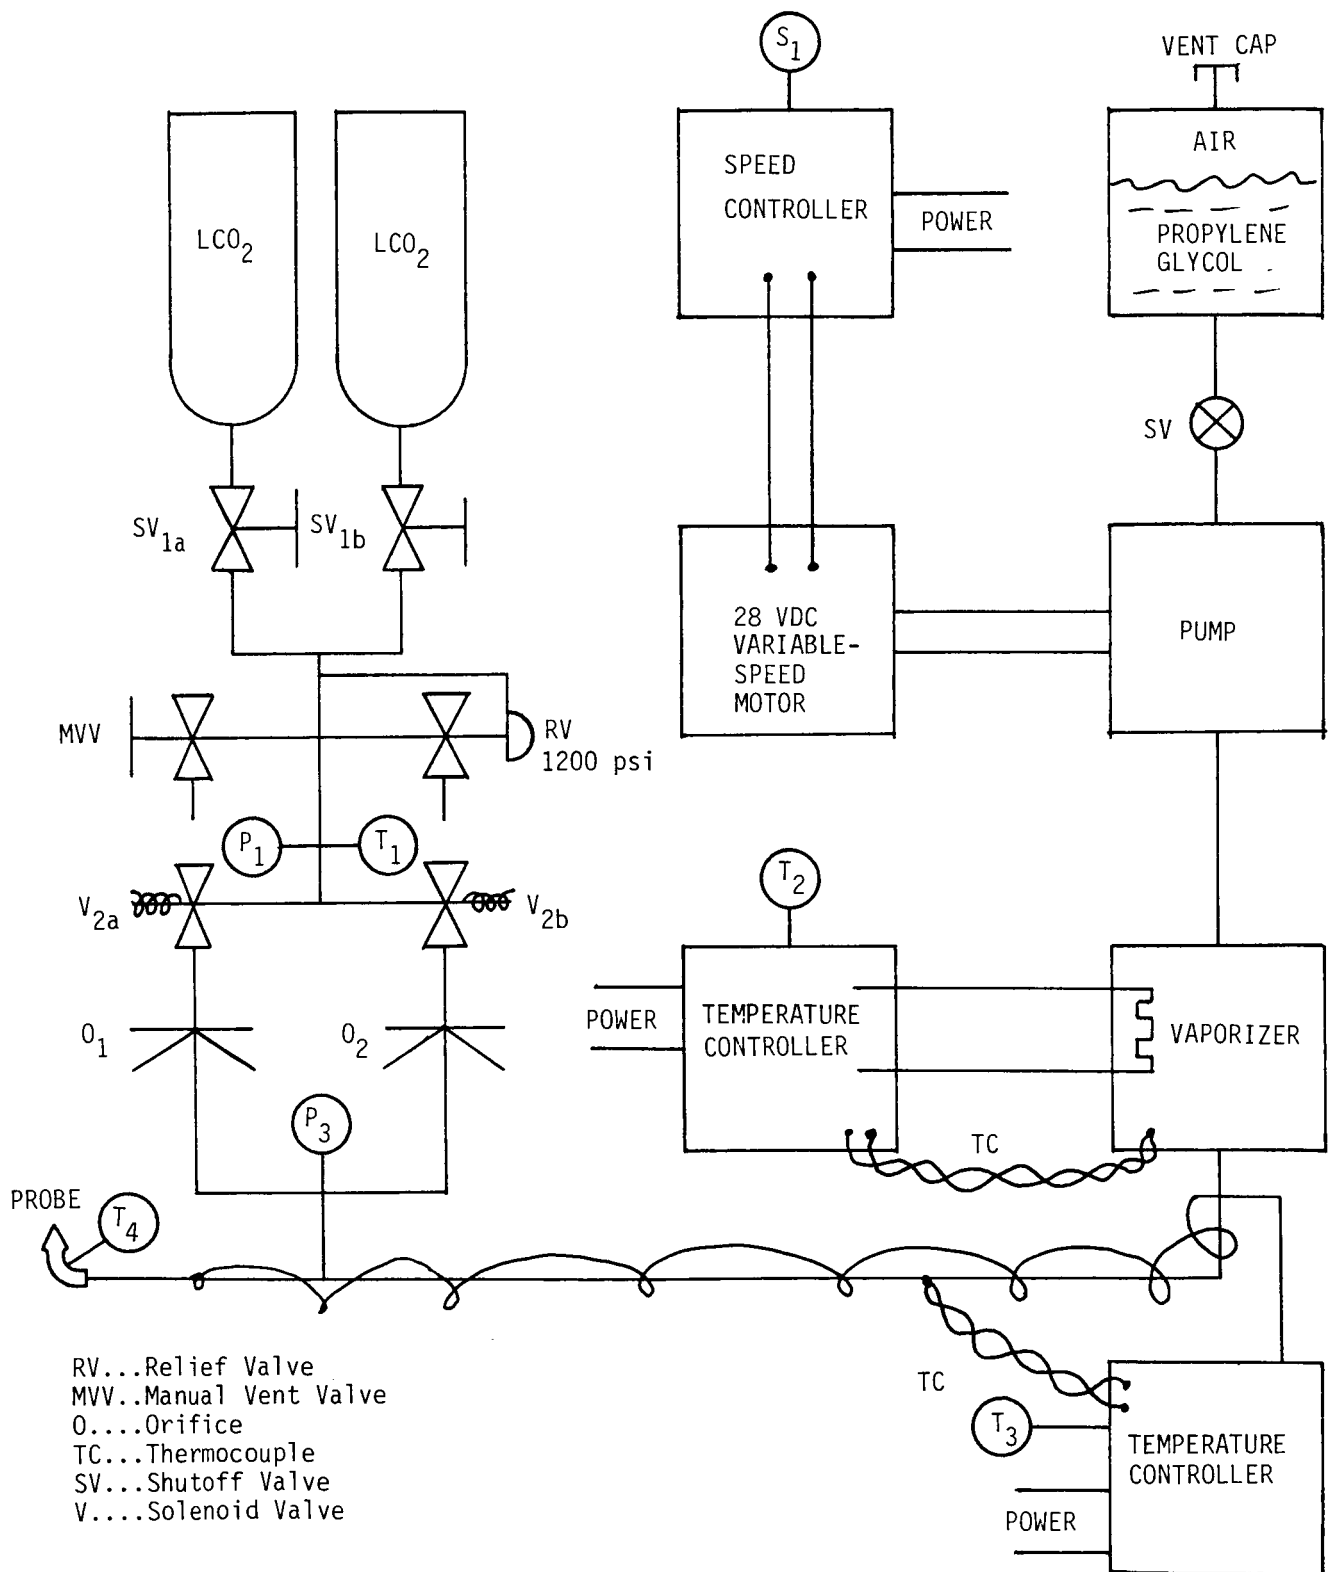 S1
VENT CAP
AIR
SPEED
CONTROLLER
POWER
PROPYLENE
GLYCOL
LCO2
LCO2
SV
SV1a
SV1b
28 VDC
VARIABLE-
SPEED
MOTOR
PUMP
MVV
RV
1200 psi
P1
T1
T2
V2a
V2b
POWER
TEMPERATURE
CONTROLLER
VAPORIZER
O1
O2
P3
TC
PROBE
T4
RV...Relief Valve
MVV..Manual Vent Valve
O....Orifice
TC...Thermocouple
SV...Shutoff Valve
V....Solenoid Valve
TC
T3
TEMPERATURE
CONTROLLER
POWER